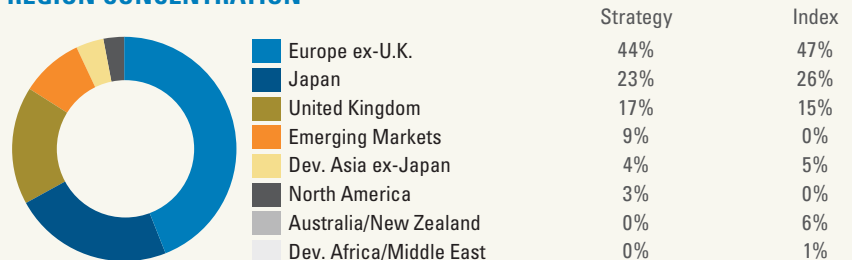 REGION CONCENTRATION
Strategy Index
Europe ex-U.K. 44% 47%
Japan 23% 26%
United Kingdom 17% 15%
Emerging Markets 9% 0%
Dev. Asia ex-Japan 4% 5%
North America 3% 0%
Australia/New Zealand 0% 6%
Dev. Africa/Middle East 0% 1%